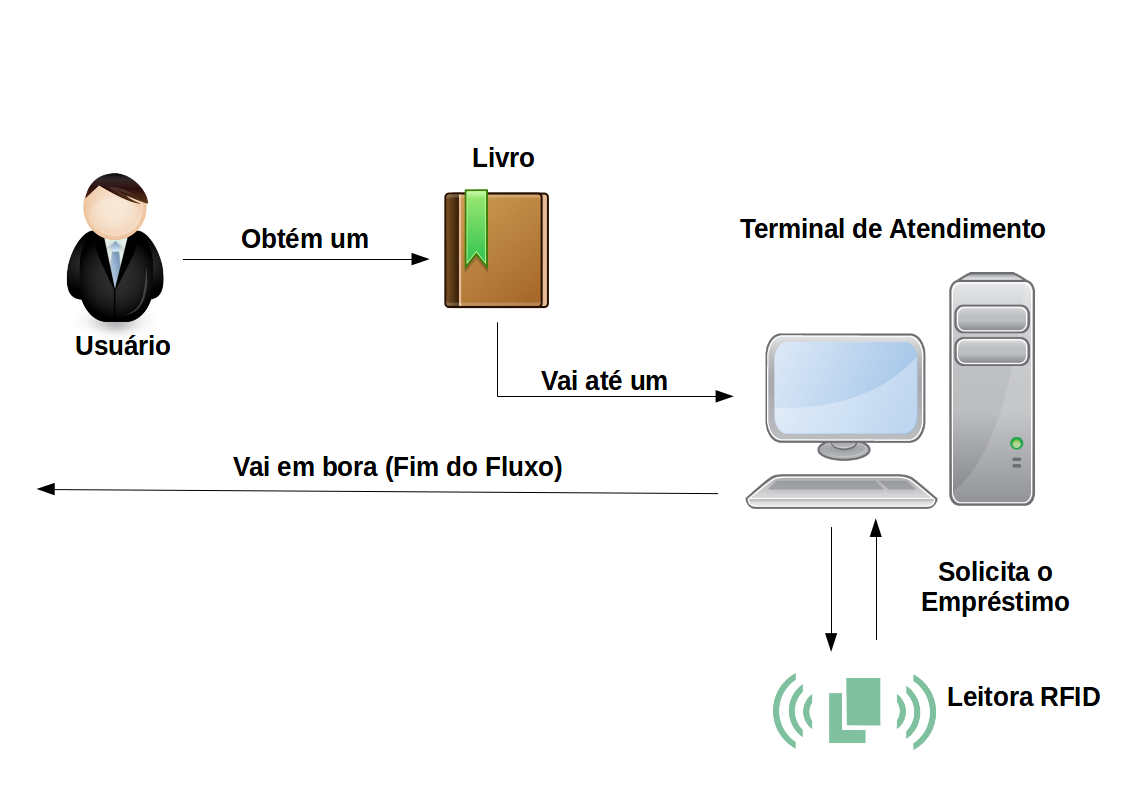 Livro
Terminal de Atendimento
Obtém um
Usuário
Vai até um
Vai em bora (Fim do Fluxo)
Solicita o
Empréstimo
Leitora RFID